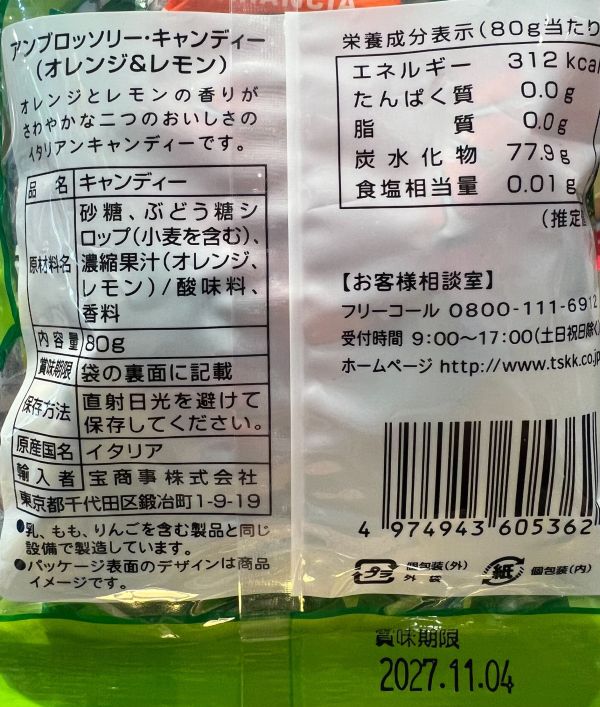 アンブロッソリー・キャンディー
(オレンジ&レモン)
オレンジとレモンの香りが
さわやかな二つのおいしさの
イタリアンキャンディーです。
品 名 キャンディー
原材料名 砂糖、ぶどう糖シ
ロップ(小麦を含む)、
濃縮果汁(オレンジ、
レモン)/酸味料、
香料
内容量 80g
賞味期限 袋の裏面に記載
保存方法 直射日光を避けて
保存してください。
原産国名 イタリア
輸入者 宝商事株式会社
東京都千代田区鍛冶町1-9-19
●乳、もも、りんごを含む製品と同じ
設備で製造しています。
●パッケージ表面のデザインは商品
イメージです。
栄養成分表示(80g当たり
エネルギー 312 kcal
たんぱく質 0.0g
脂質 0.0g
炭水化物 77.9g
食塩相当量 0.01g
(推定
【お客様相談室】
フリーコール 0800-111-6912
受付時間 9:00〜17:00(土日祝日除く
ホームページ http://www.tskk.co.jp
4 974943 605362
プラ 個包装(外)
外袋
紙 個包装(内)
賞味期限
2027.11.04